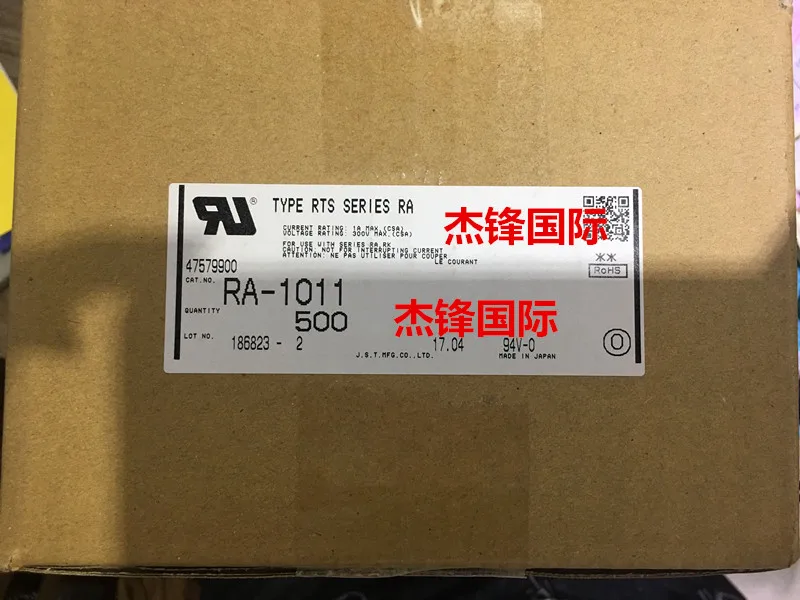 TYPE RTS SERIES RA
CURRENT RATING: 1A MAX.(CSA)
VOLTAGE RATING: 300V MAX.(CSA)
杰锋国际
FOR USE WITH SERIES RA,RK
CAUTION: NOT FOR INTERRUPTING CURRENT
ATTENTION: NE PAS UTILISER POUR COUPER
LE COURANT
**
RoHS
47579900
CAT.NO. RA-1011
QUANTITY 500
杰锋国际
LOT NO. 186823 - 2 17.04 94V-0
J.S.T.MFG.CO.,LTD. MADE IN JAPAN
O